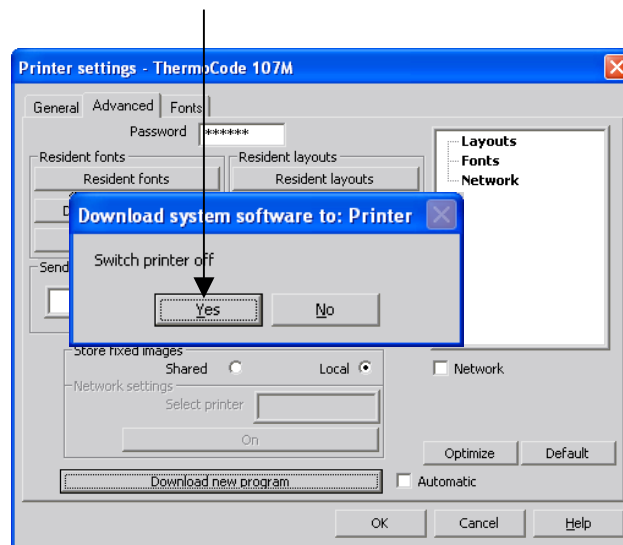 Printer settings - ThermoCode 107M
General Advanced Fonts
Password ******
Resident fonts Resident layouts
Resident fonts Resident layouts
Layouts
Fonts
Network
D
Download system software to: Printer
Switch printer off
Send
Yes No
Store fixed images
Shared Local
Network
Network settings
Select printer
On
Optimize Default
Download new program Automatic
OK Cancel Help